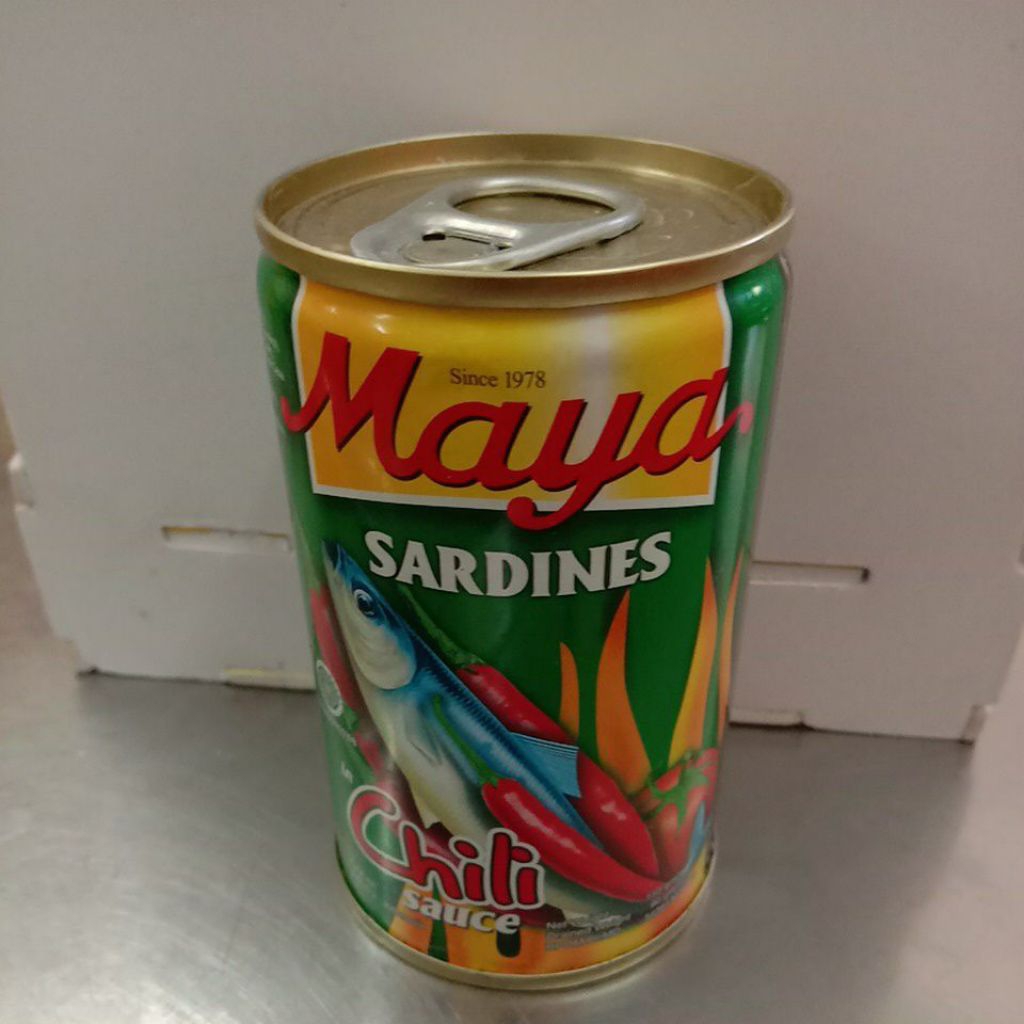 Since 1978
Maya
SARDINES
in
Chili
sauce